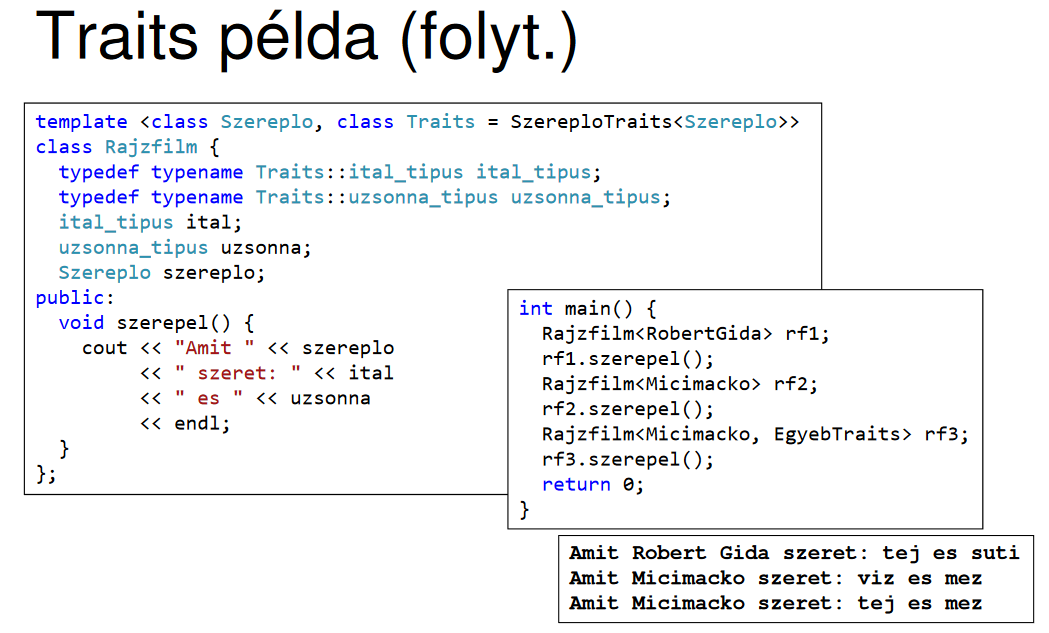 Traits példa (folyt.)
template <class Szereplo, class Traits = SzereploTraits<Szereplo>>
class Rajzfilm {
typedef typename Traits::ital_tipus ital_tipus;
typedef typename Traits::uzsonna_tipus uzsonna_tipus;
ital_tipus ital;
uzsonna_tipus uzsonna;
Szereplo szereplo;
public:
void szerepel() {
cout << "Amit " << szereplo
<< " szeret: " << ital
<< " es " << uzsonna
<< endl;
}
};
int main() {
Rajzfilm<RobertGida> rf1;
rf1.szerepel();
Rajzfilm<Micimacko> rf2;
rf2.szerepel();
Rajzfilm<Micimacko, EgyebTraits> rf3;
rf3.szerepel();
return 0;
}
Amit Robert Gida szeret: tej es suti
Amit Micimacko szeret: viz es mez
Amit Micimacko szeret: tej es mez